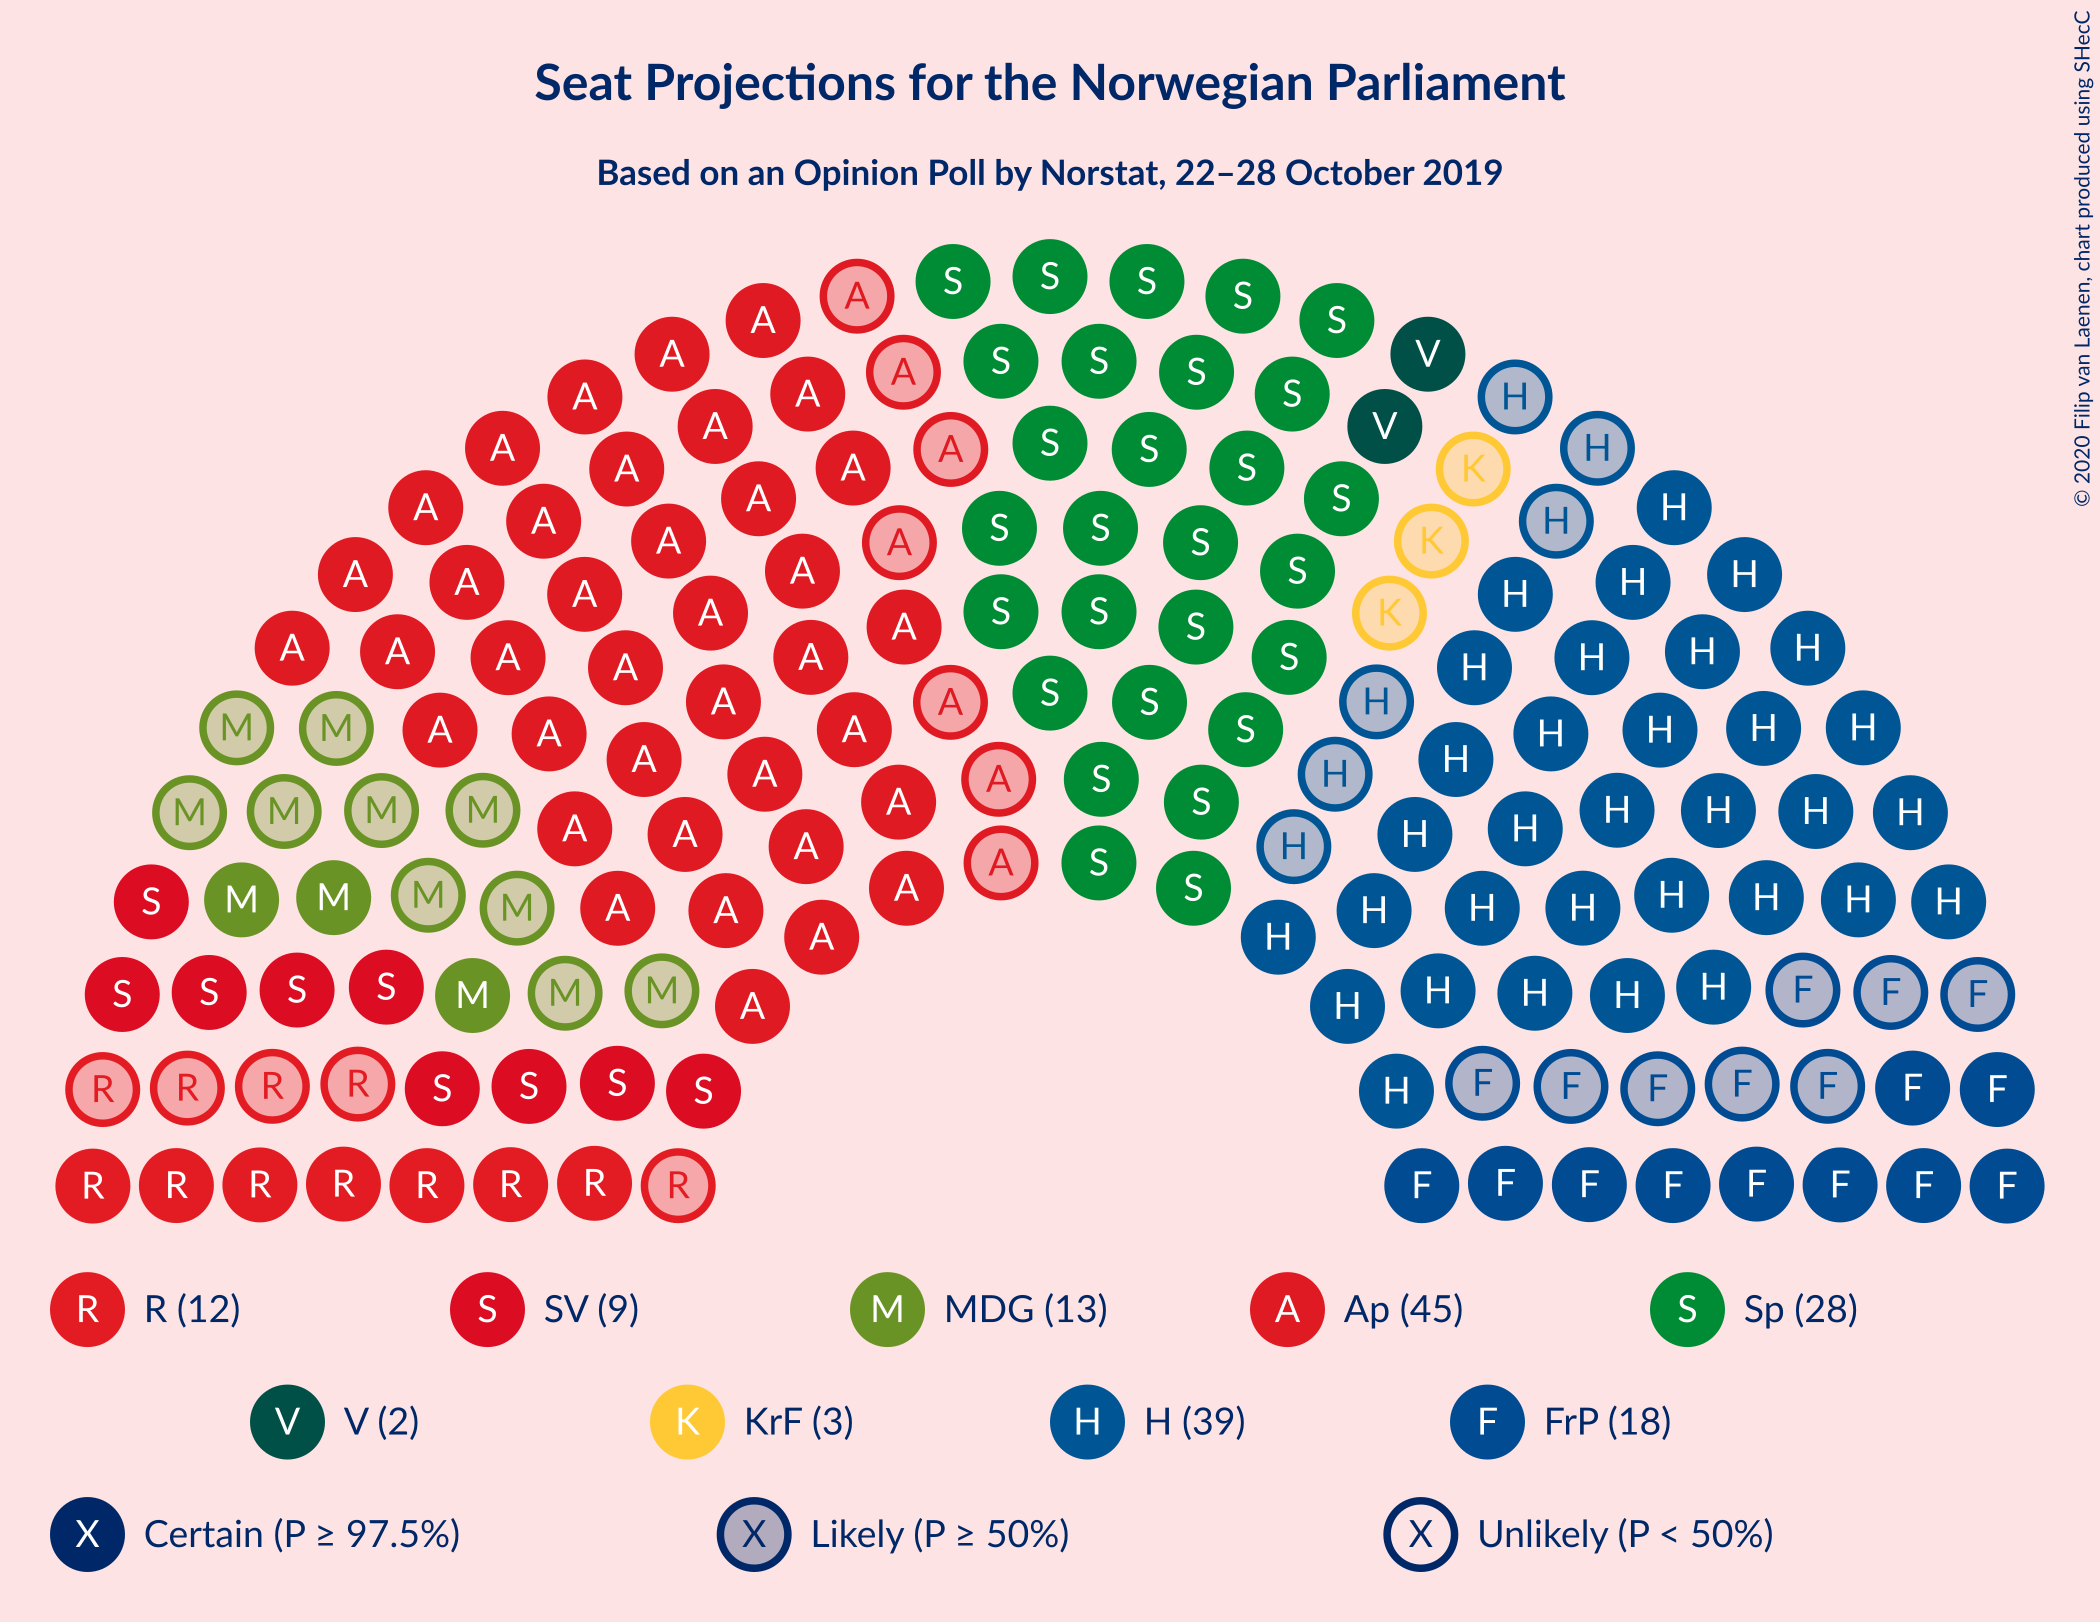 Seat Projections for the Norwegian Parliament
Based on an Opinion Poll by Norstat, 22–28 October 2019
© 2020 Filip van Laenen, chart produced using SHecC
A S S S S S
A A V
A A S S S S H
A A A V H
A A A S S S S K H
A A A A S K H H
A A A A S S S S K H H H
A A A A A S S S S H H H H
M M A A A A A A S S S H H H H H H
M M M M A A A A A S S H H H H H H H
S M M M M A A A A A S S H H H H H H H H
S S S S M M M A H H H H H F F F
R R R R S S S S H F F F F F F F
R R R R R R R R F F F F F F F F
R R (12) S SV (9) M MDG (13) A Ap (45) S Sp (28)
V V (2) K KrF (3) H H (39) F FrP (18)
X Certain (P ≥ 97.5%) X Likely (P ≥ 50%) X Unlikely (P < 50%)